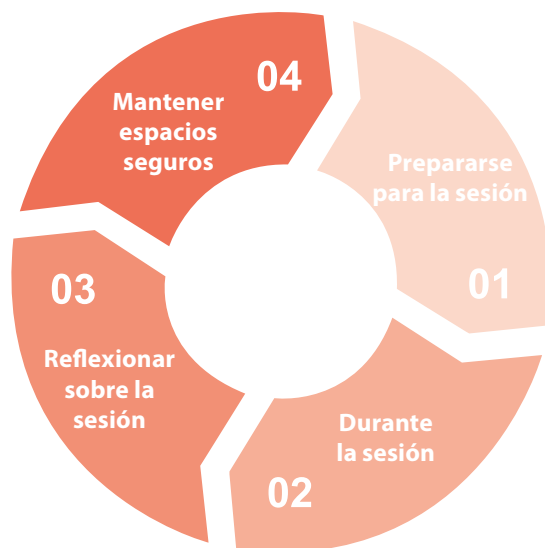 01
Prepararse
para la sesión
02
Durante
la sesión
03
Reflexionar
sobre la
sesión
04
Mantener
espacios
seguros